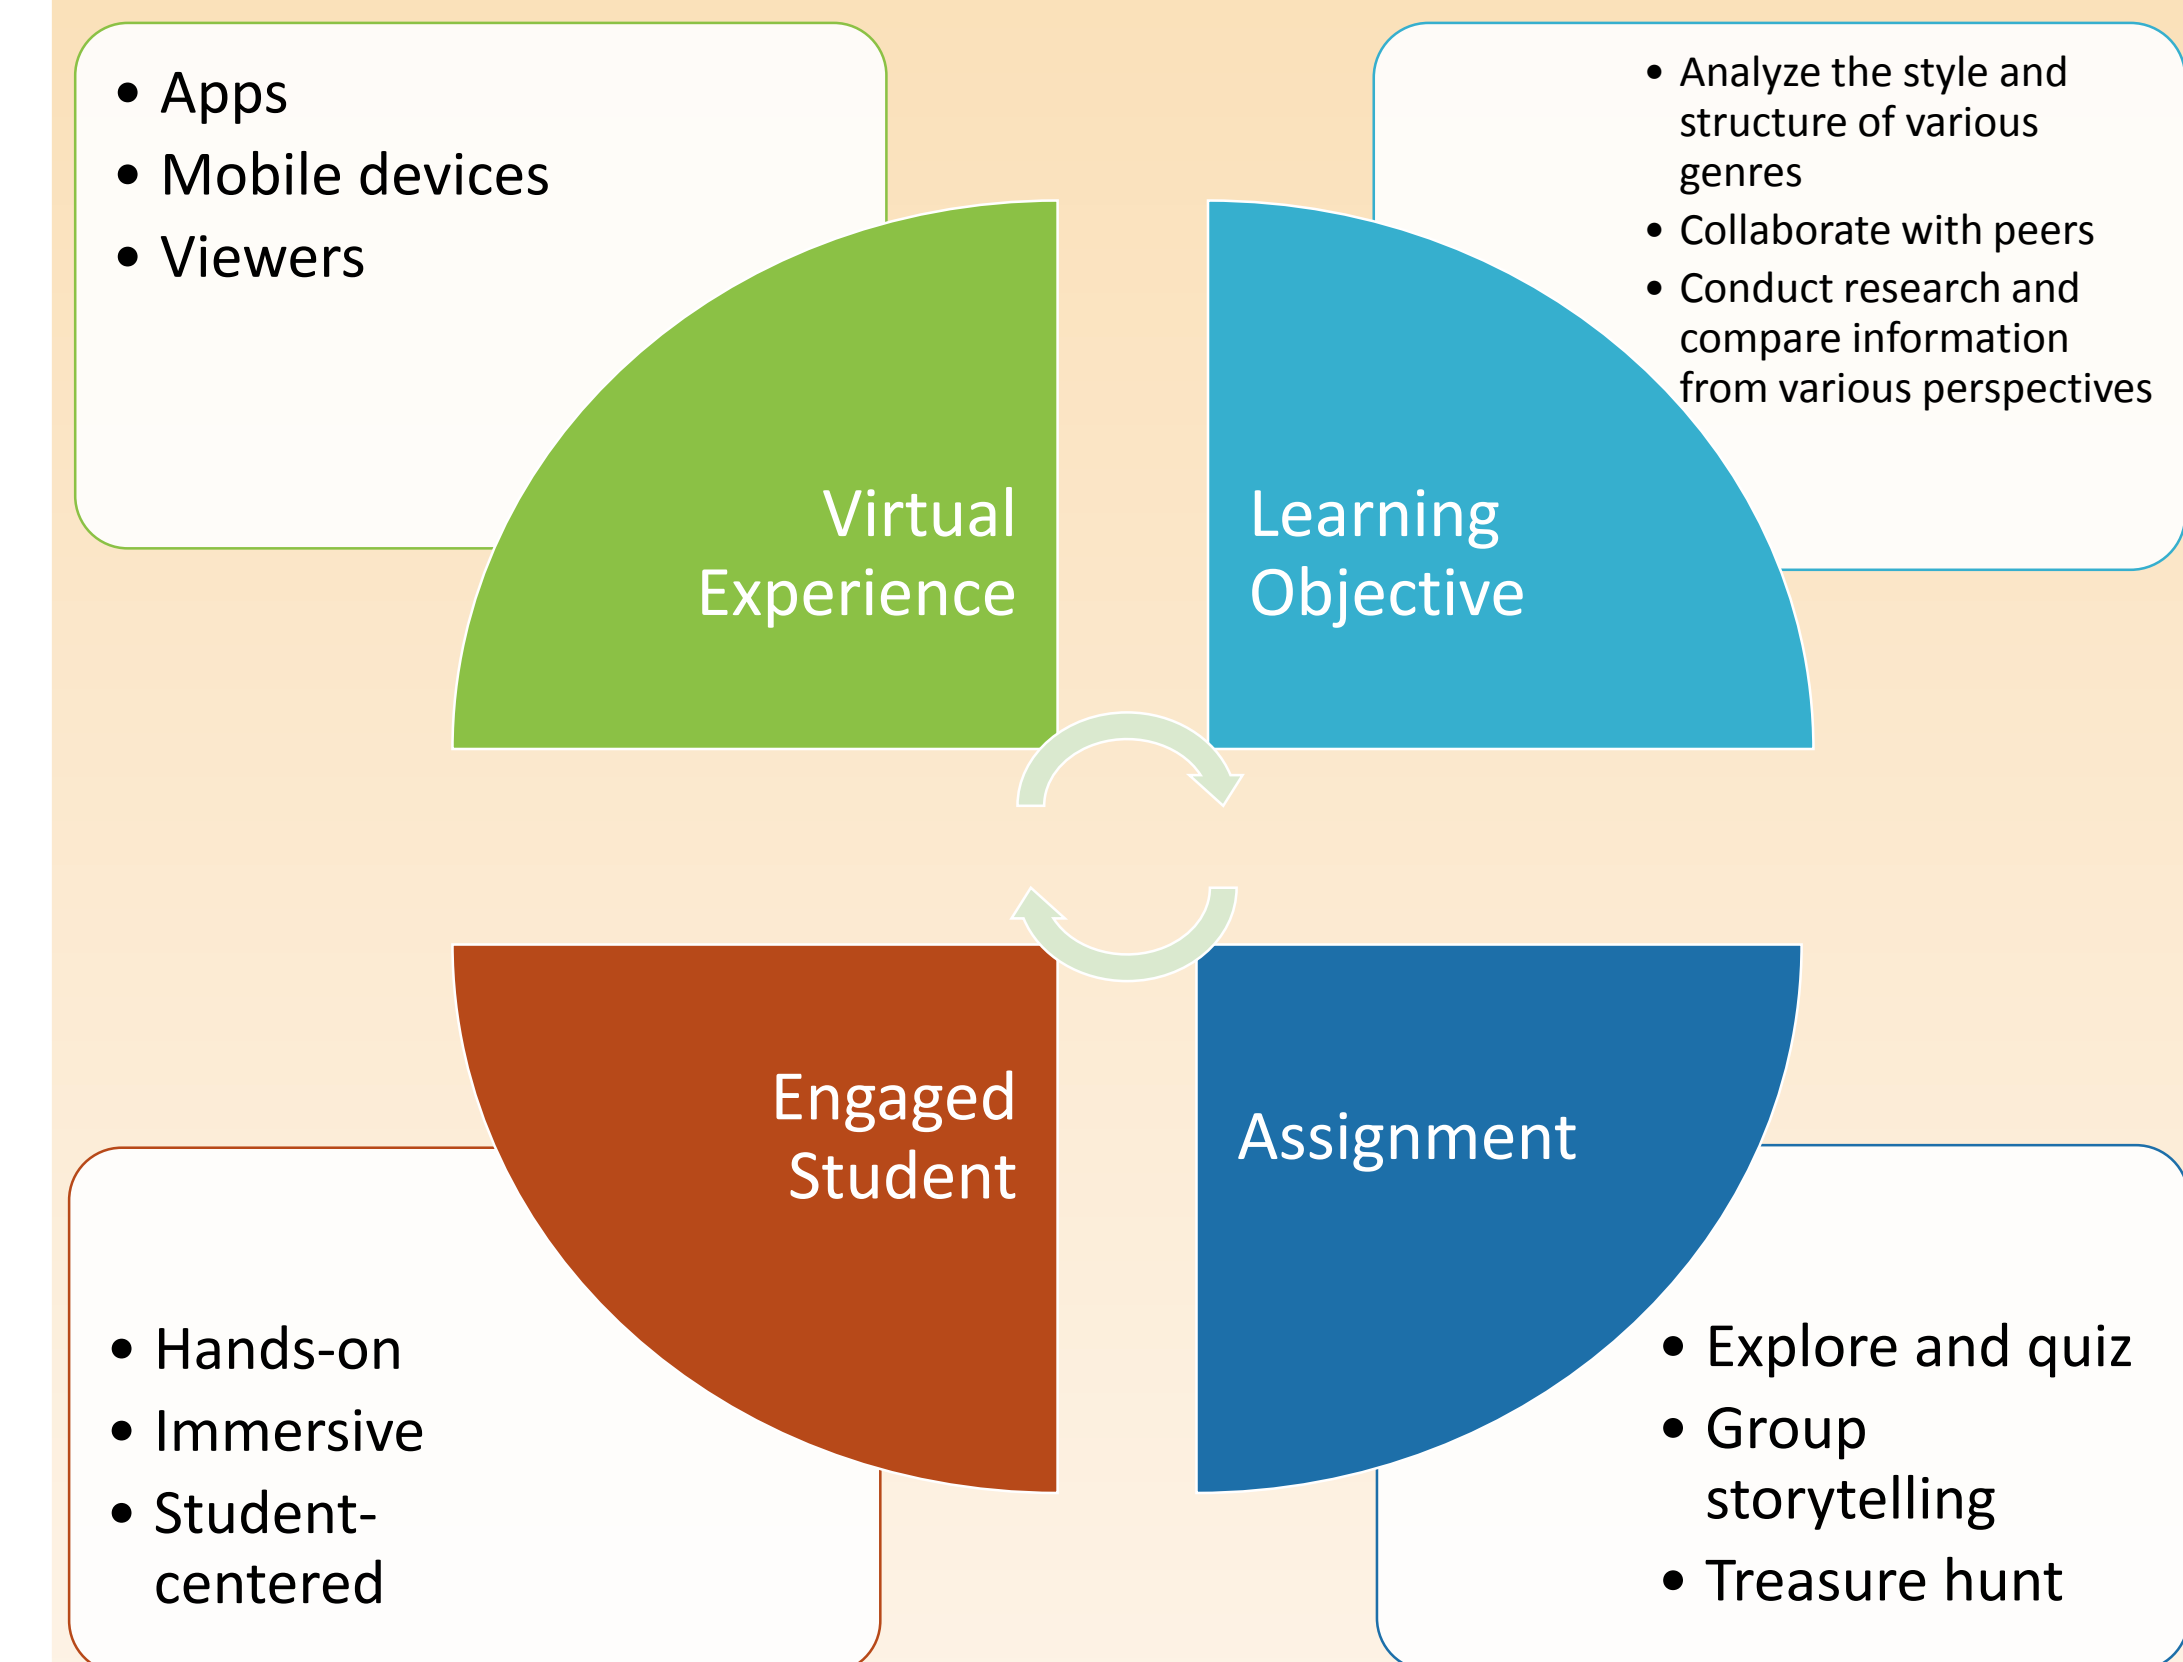 • Apps
• Mobile devices
• Viewers
Virtual
Experience
• Analyze the style and
structure of various
genres
• Collaborate with peers
• Conduct research and
compare information
from various perspectives
Learning
Objective
Engaged
Student
• Hands-on
• Immersive
• Student-
centered
Assignment
• Explore and quiz
• Group
storytelling
• Treasure hunt